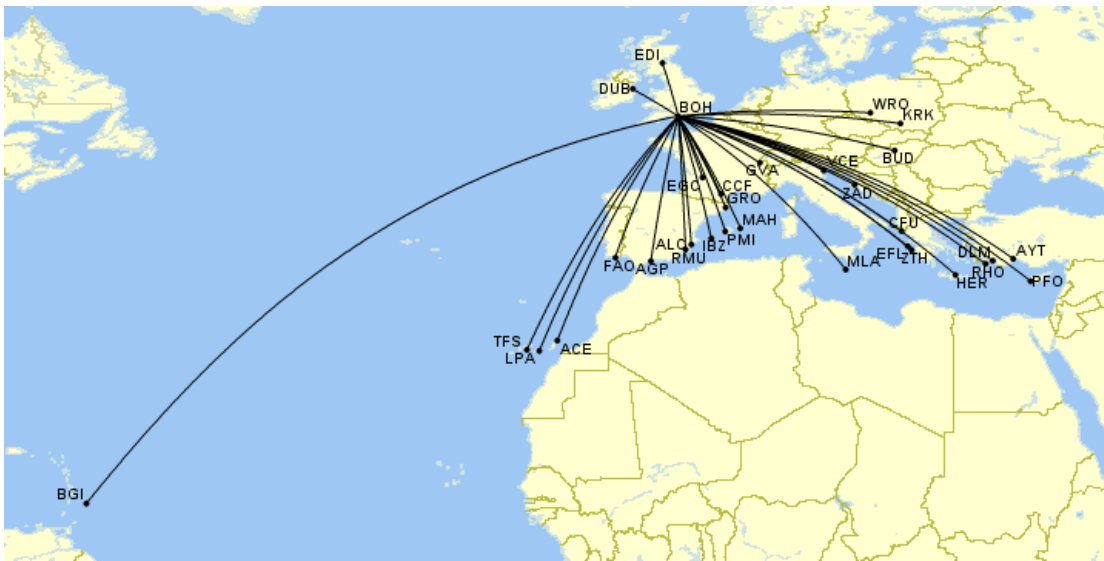 EDI
DUB
BOH
WRO
KRK
BUD
GVA
VCE
EGC
CCF
ZAD
GRO
MAH
CFU
PMI
ALC
IBZ
RMU
FAO
AGP
MLA
EFL
ZTH
DLM
AYT
RHO
HER
PFO
TFS
LPA
ACE
BGI